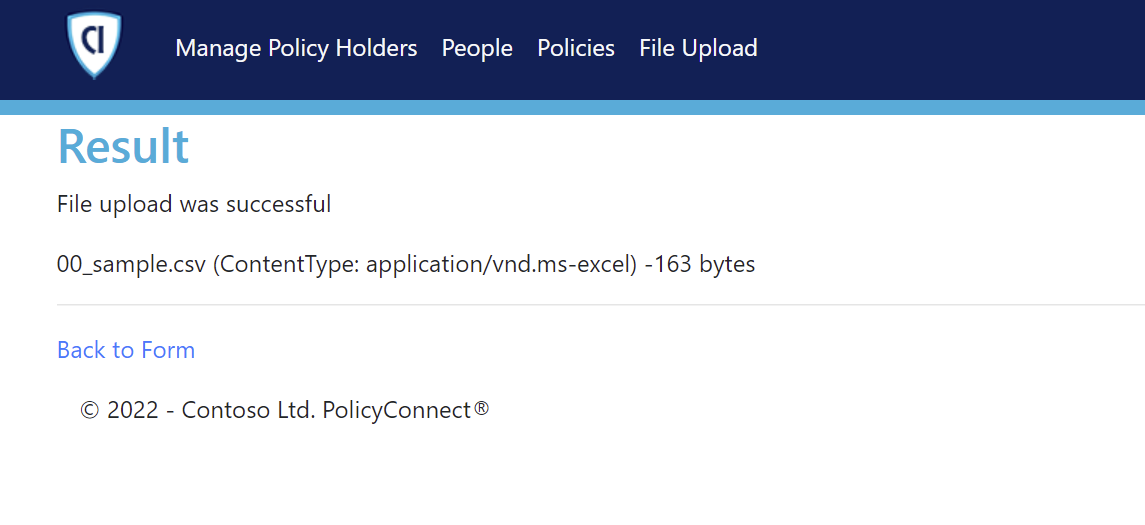 CI
Manage Policy Holders People Policies File Upload
Result
File upload was successful
00_sample.csv (ContentType: application/vnd.ms-excel) -163 bytes
Back to Form
© 2022 - Contoso Ltd. PolicyConnect®